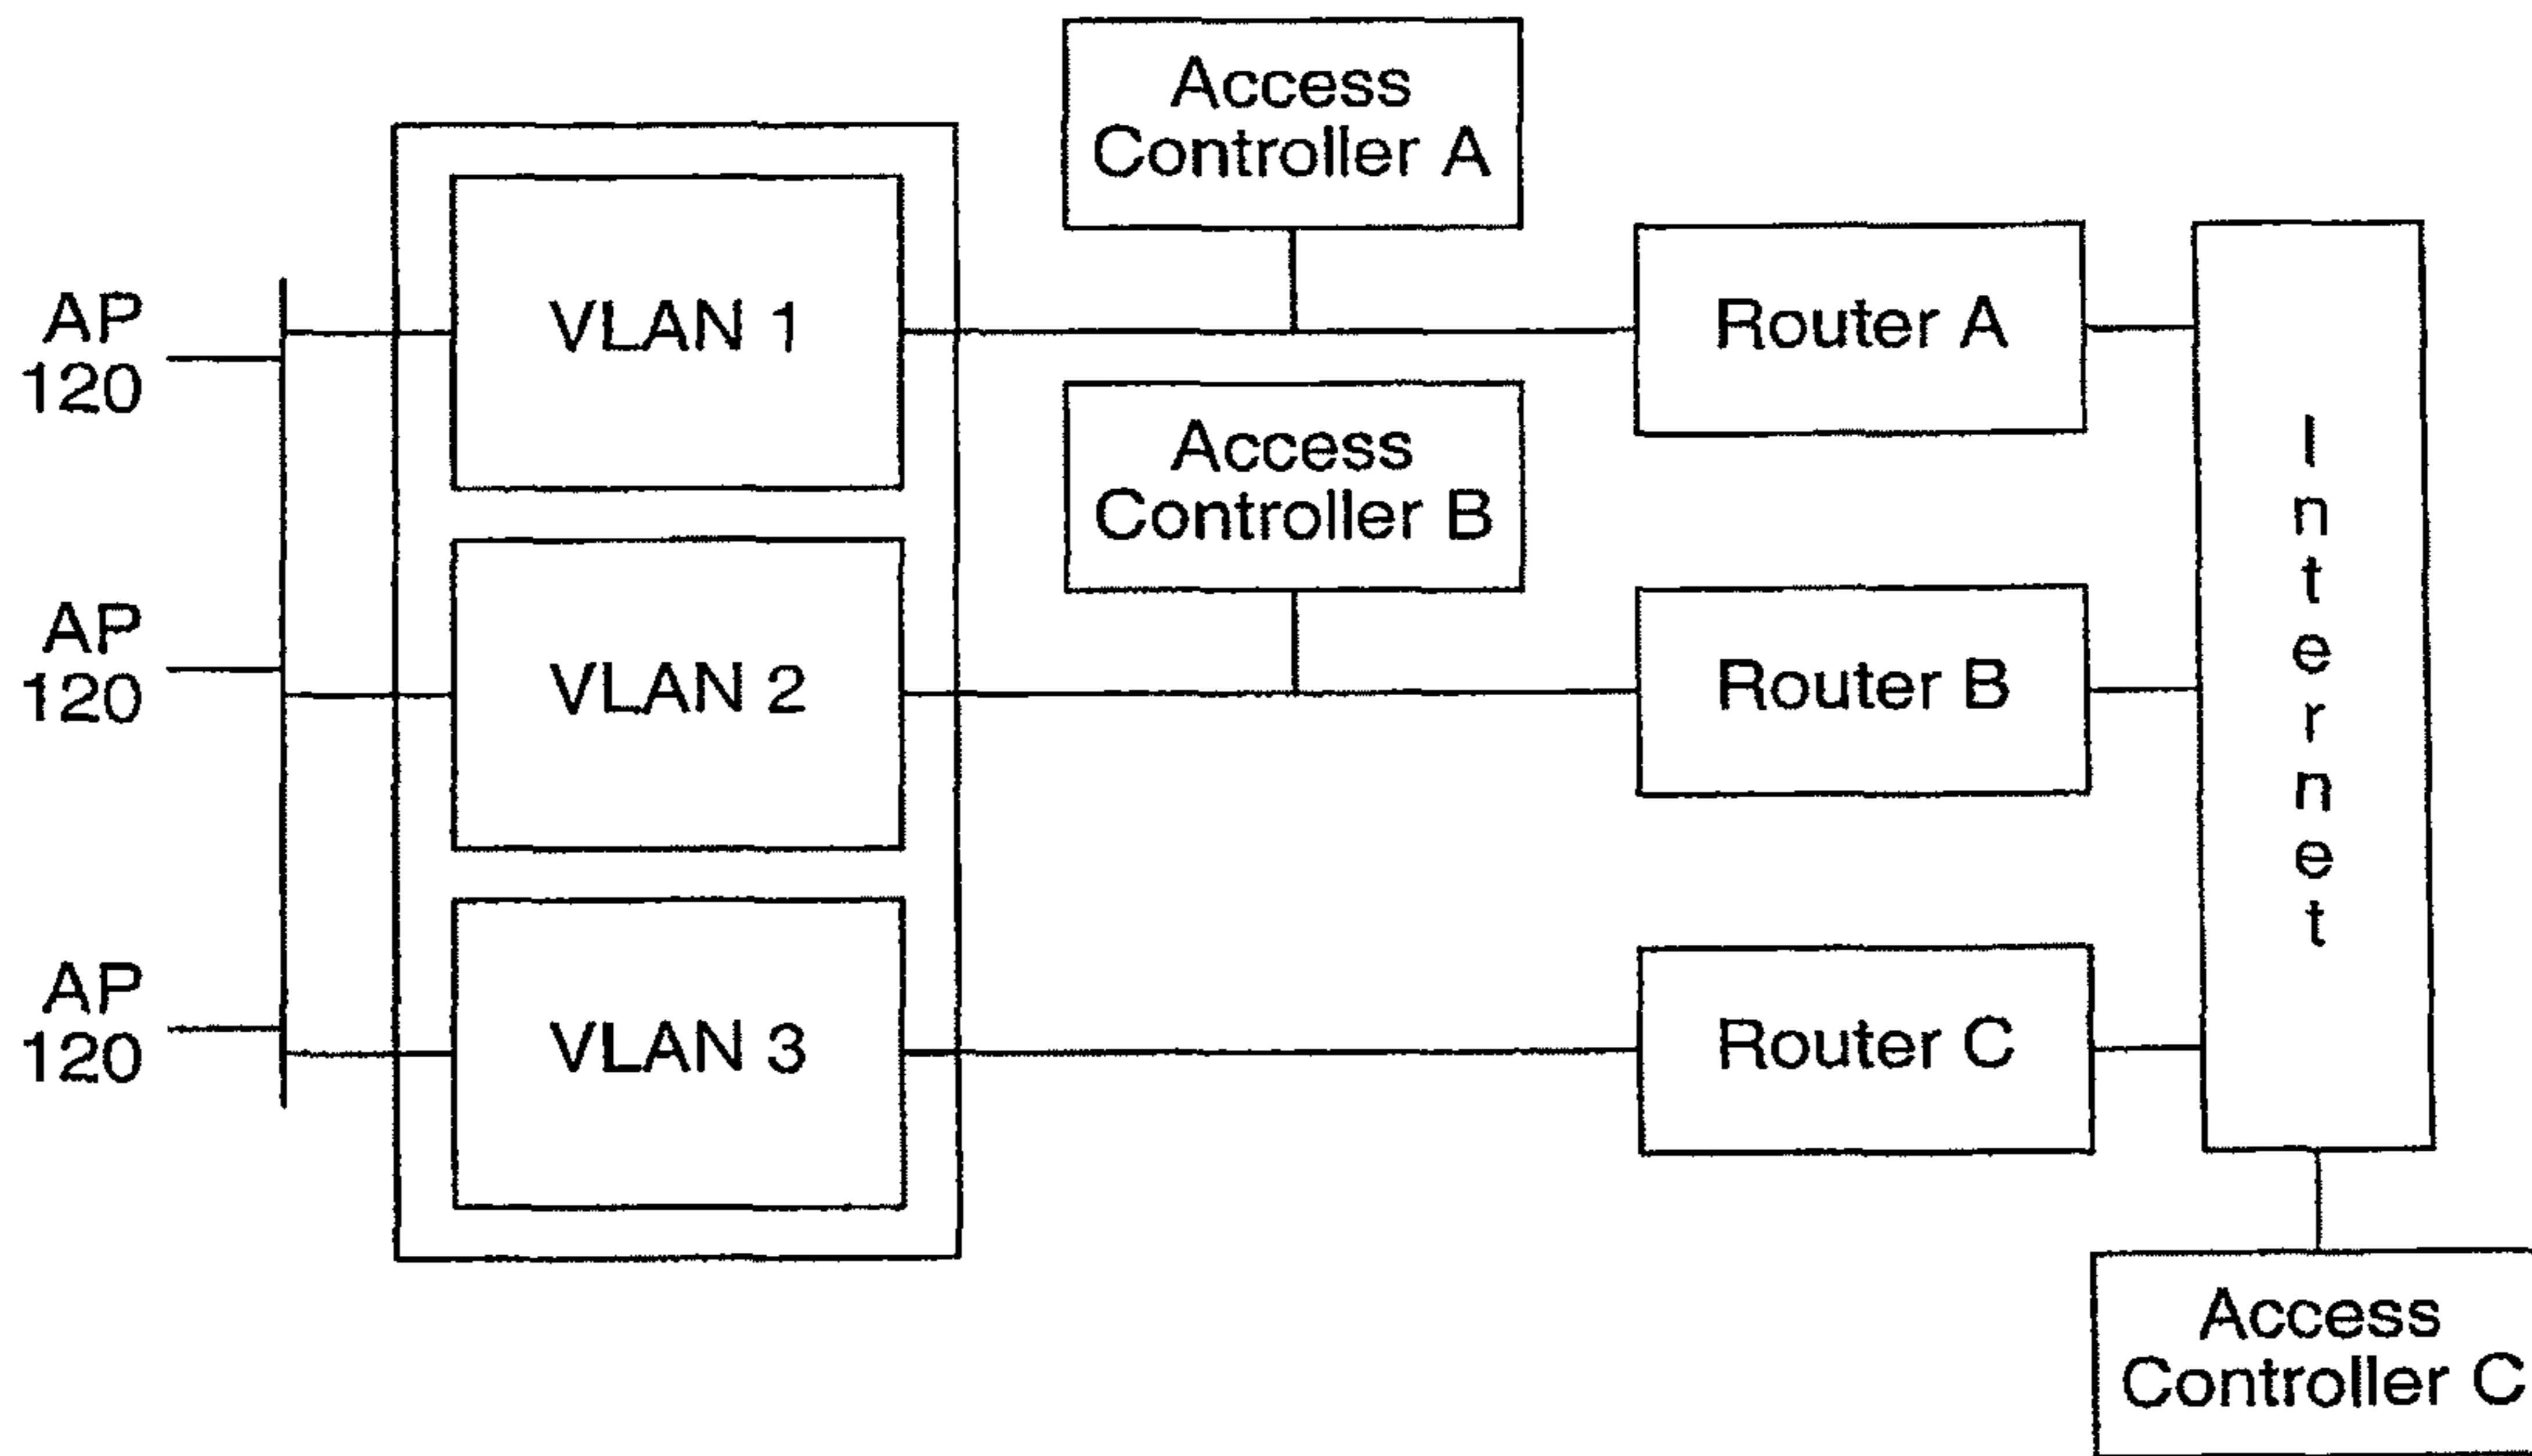 Access
Controller A
AP
120
VLAN 1
Router A
Access
Controller B
AP
120
VLAN 2
Router B
AP
120
VLAN 3
Router C
Internet
Access
Controller C